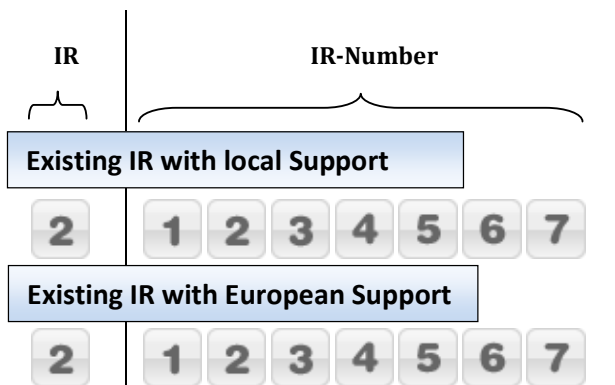 IR IR-Number
Existing IR with local Support
2 1 2 3 4 5 6 7
Existing IR with European Support
2 1 2 3 4 5 6 7